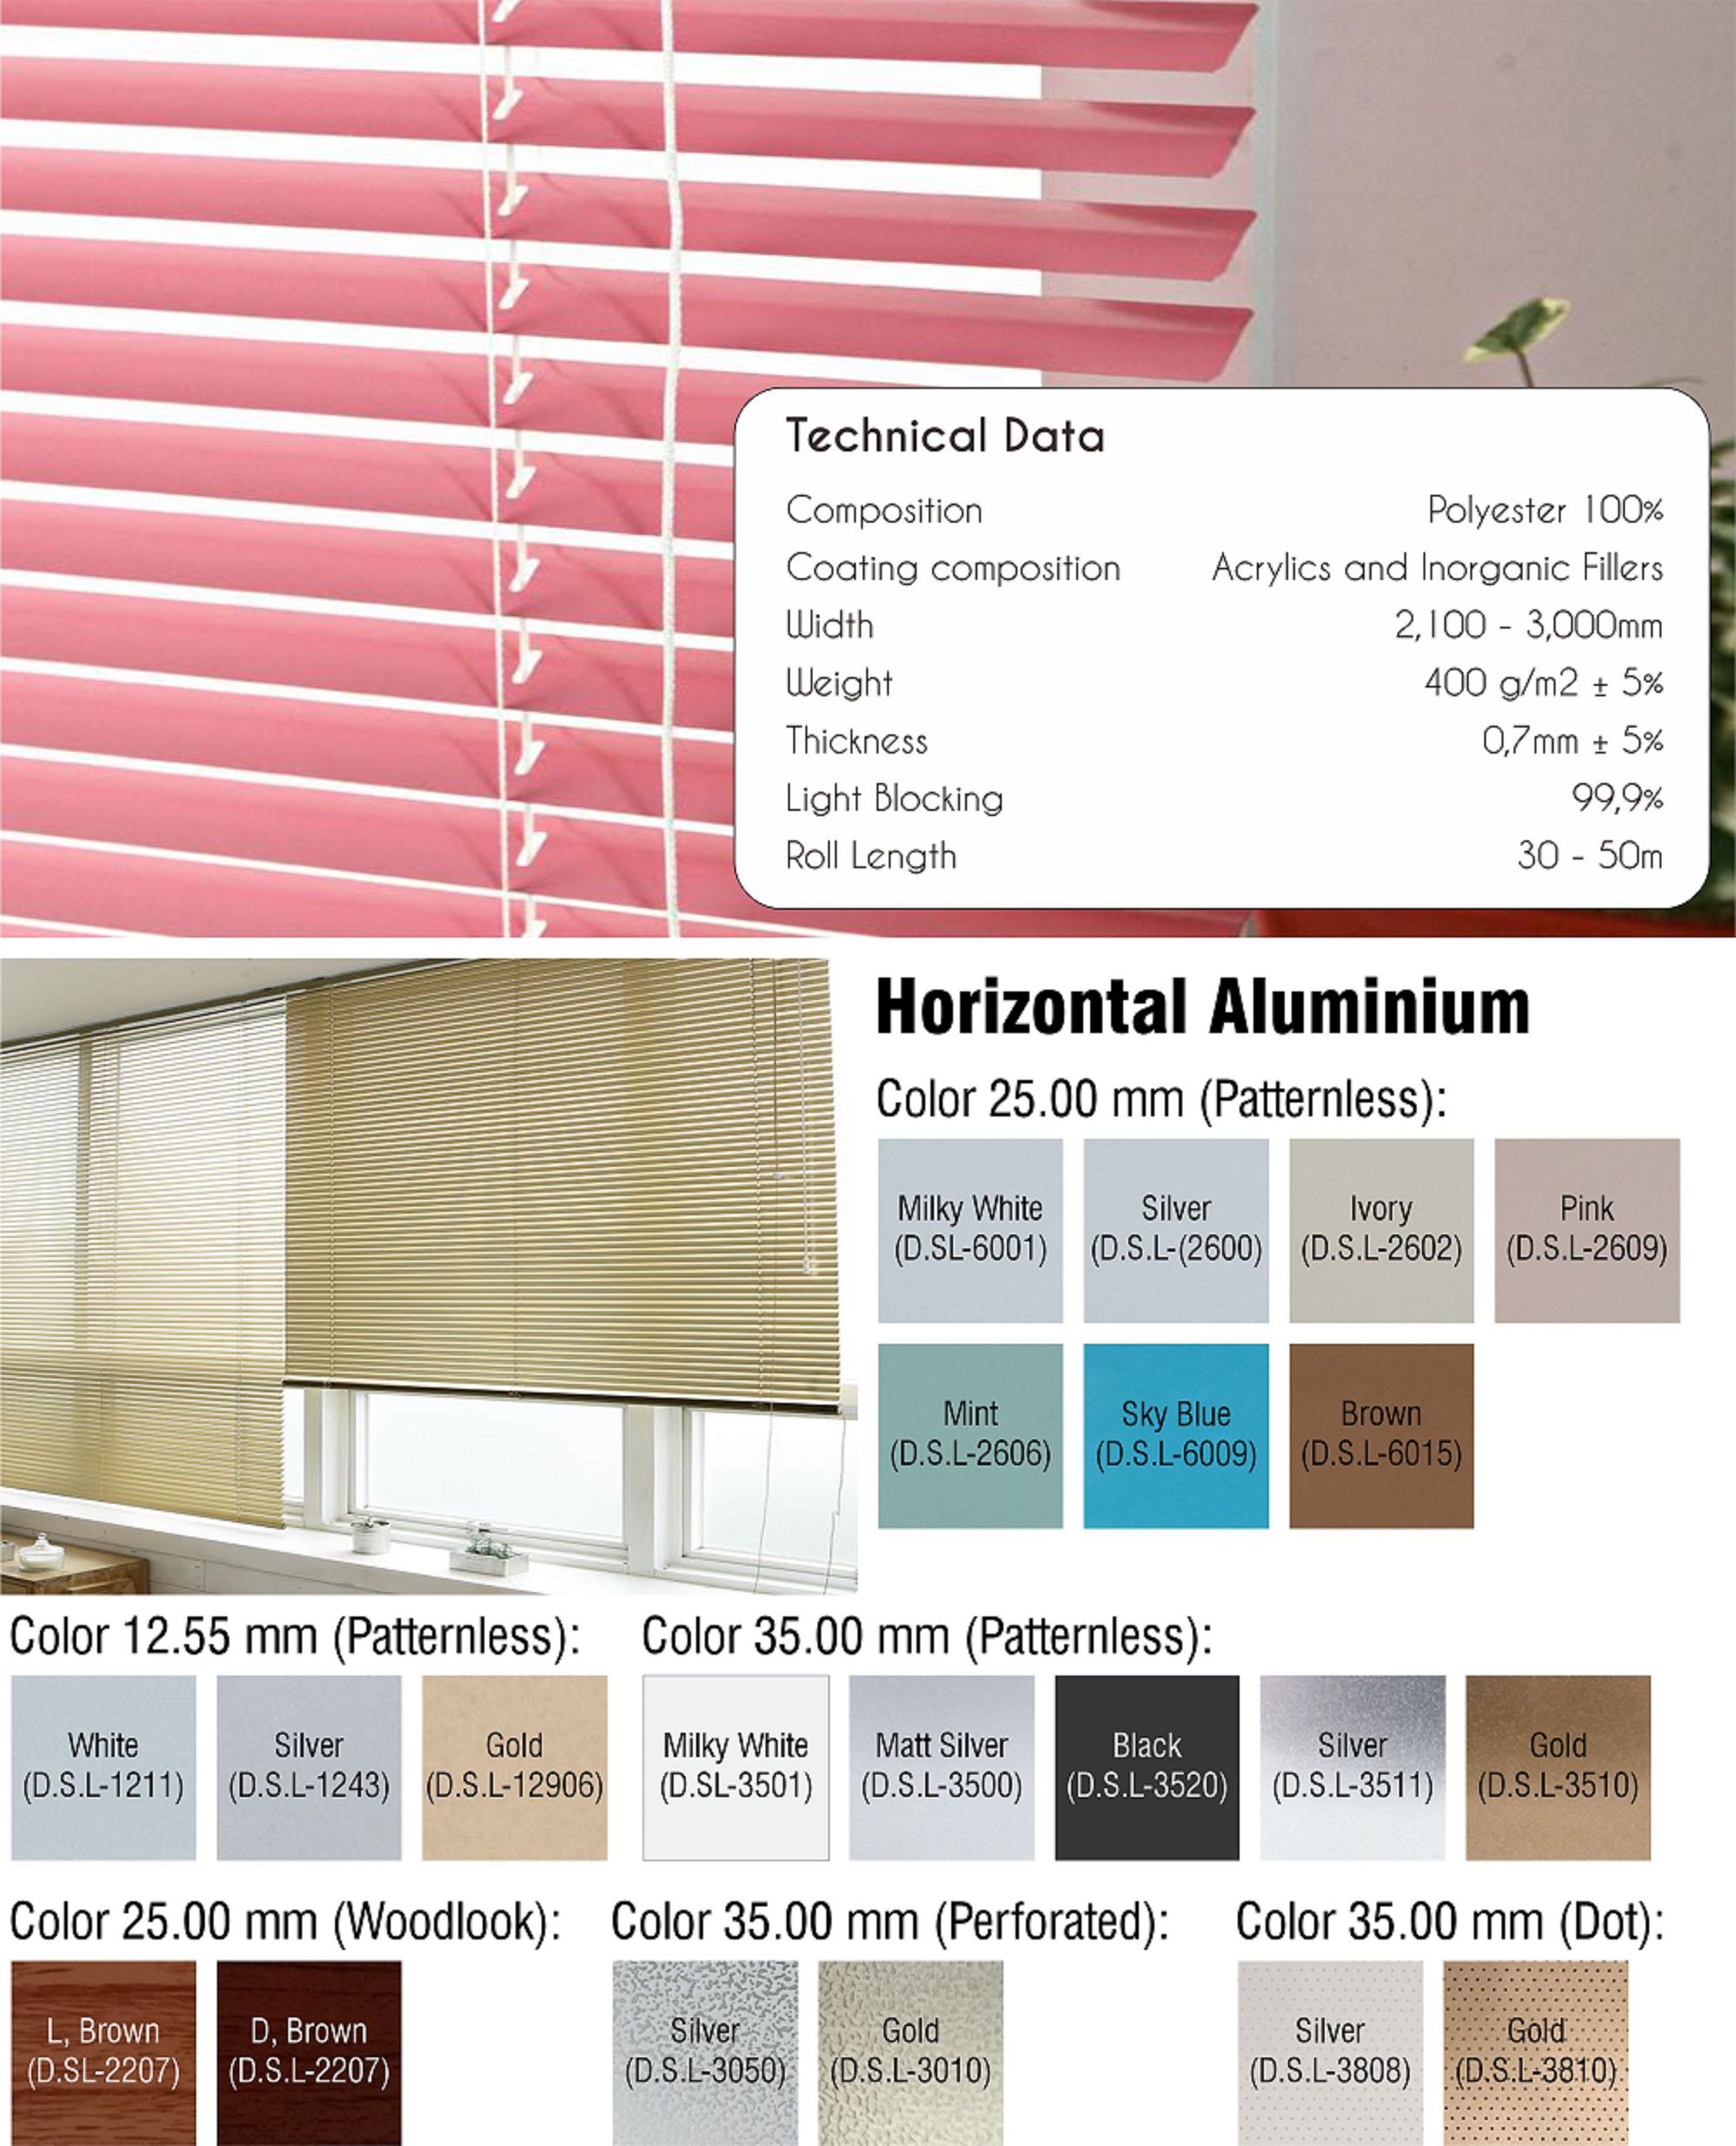 Technical Data
Composition Polyester 100%
Coating composition Acrylics and Inorganic Fillers
Width 2,100 - 3,000mm
Weight 400 g/m2 ± 5%
Thickness 0,7mm ± 5%
Light Blocking 99,9%
Roll Length 30 - 50m
Horizontal Aluminium
Color 25.00 mm (Patternless):
Milky White
(D.SL-6001)
Silver
(D.S.L-(2600)
Ivory
(D.S.L-2602)
Pink
(D.S.L-2609)
Mint
(D.S.L-2606)
Sky Blue
(D.S.L-6009)
Brown
(D.S.L-6015)
Color 12.55 mm (Patternless):
White
(D.S.L-1211)
Silver
(D.S.L-1243)
Gold
(D.S.L-12906)
Color 35.00 mm (Patternless):
Milky White
(D.SL-3501)
Matt Silver
(D.S.L-3500)
Black
(D.S.L-3520)
Silver
(D.S.L-3511)
Gold
(D.S.L-3510)
Color 25.00 mm (Woodlook):
L, Brown
(D.SL-2207)
D, Brown
(D.S.L-2207)
Color 35.00 mm (Perforated):
Silver
(D.S.L-3050)
Gold
(D.S.L-3010)
Color 35.00 mm (Dot):
Silver
(D.S.L-3808)
Gold
(D.S.L-3810)